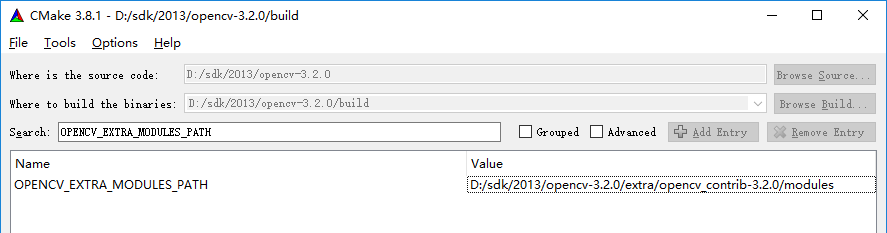 CMake 3.8.1 - D:/sdk/2013/opencv-3.2.0/build
File Tools Options Help
Where is the source code: D:/sdk/2013/opencv-3.2.0 Browse Source...
Where to build the binaries: D:/sdk/2013/opencv-3.2.0/build Browse Build...
Search: OPENCV_EXTRA_MODULES_PATH Grouped Advanced Add Entry Remove Entry
Name Value
OPENCV_EXTRA_MODULES_PATH D:/sdk/2013/opencv-3.2.0/extra/opencv_contrib-3.2.0/modules